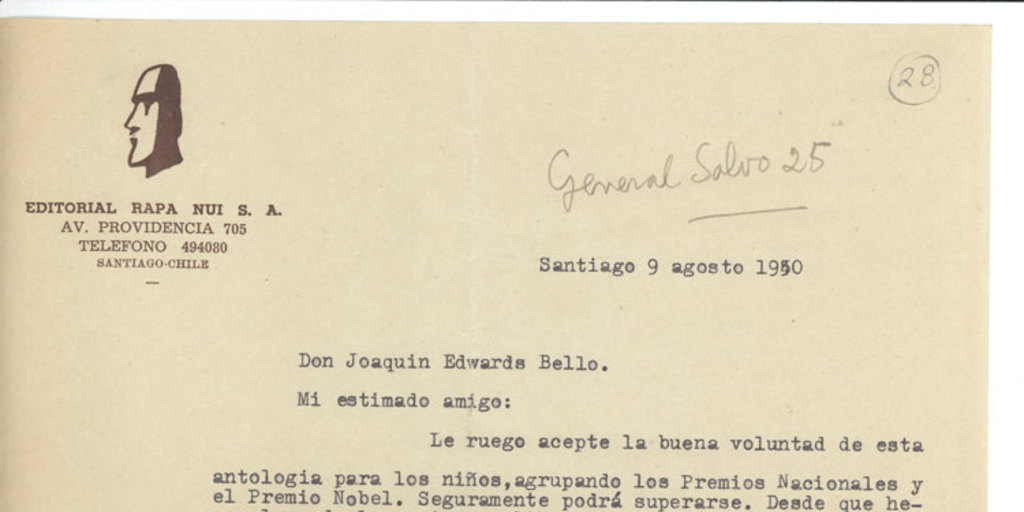 28
General Salvo 25
EDITORIAL RAPA NUI S. A.
AV. PROVIDENCIA 705
TELEFONO 494080
SANTIAGO-CHILE
Santiago 9 agosto 1950
Don Joaquin Edwards Bello.
Mi estimado amigo:
Le ruego acepte la buena voluntad de esta
antologia para los niños,agrupando los Premios Nacionales y
el Premio Nobel. Seguramente podrá superarse. Desde que he-